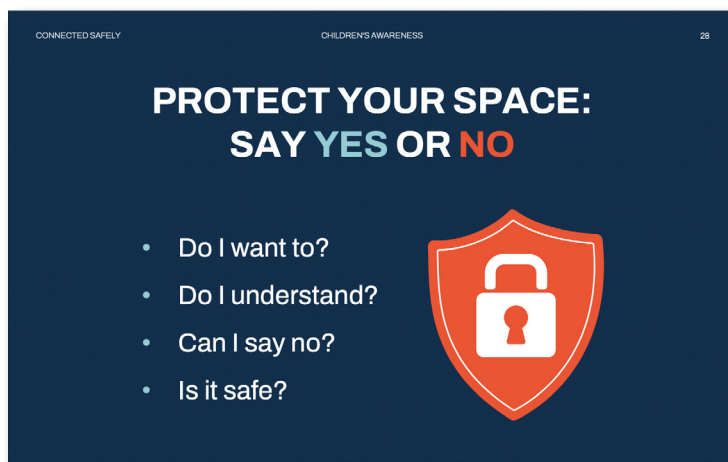 CONNECTED SAFELY
CHILDREN'S AWARENESS
28
PROTECT YOUR SPACE:
SAY YES OR NO
• Do I want to?
• Do I understand?
• Can I say no?
• Is it safe?